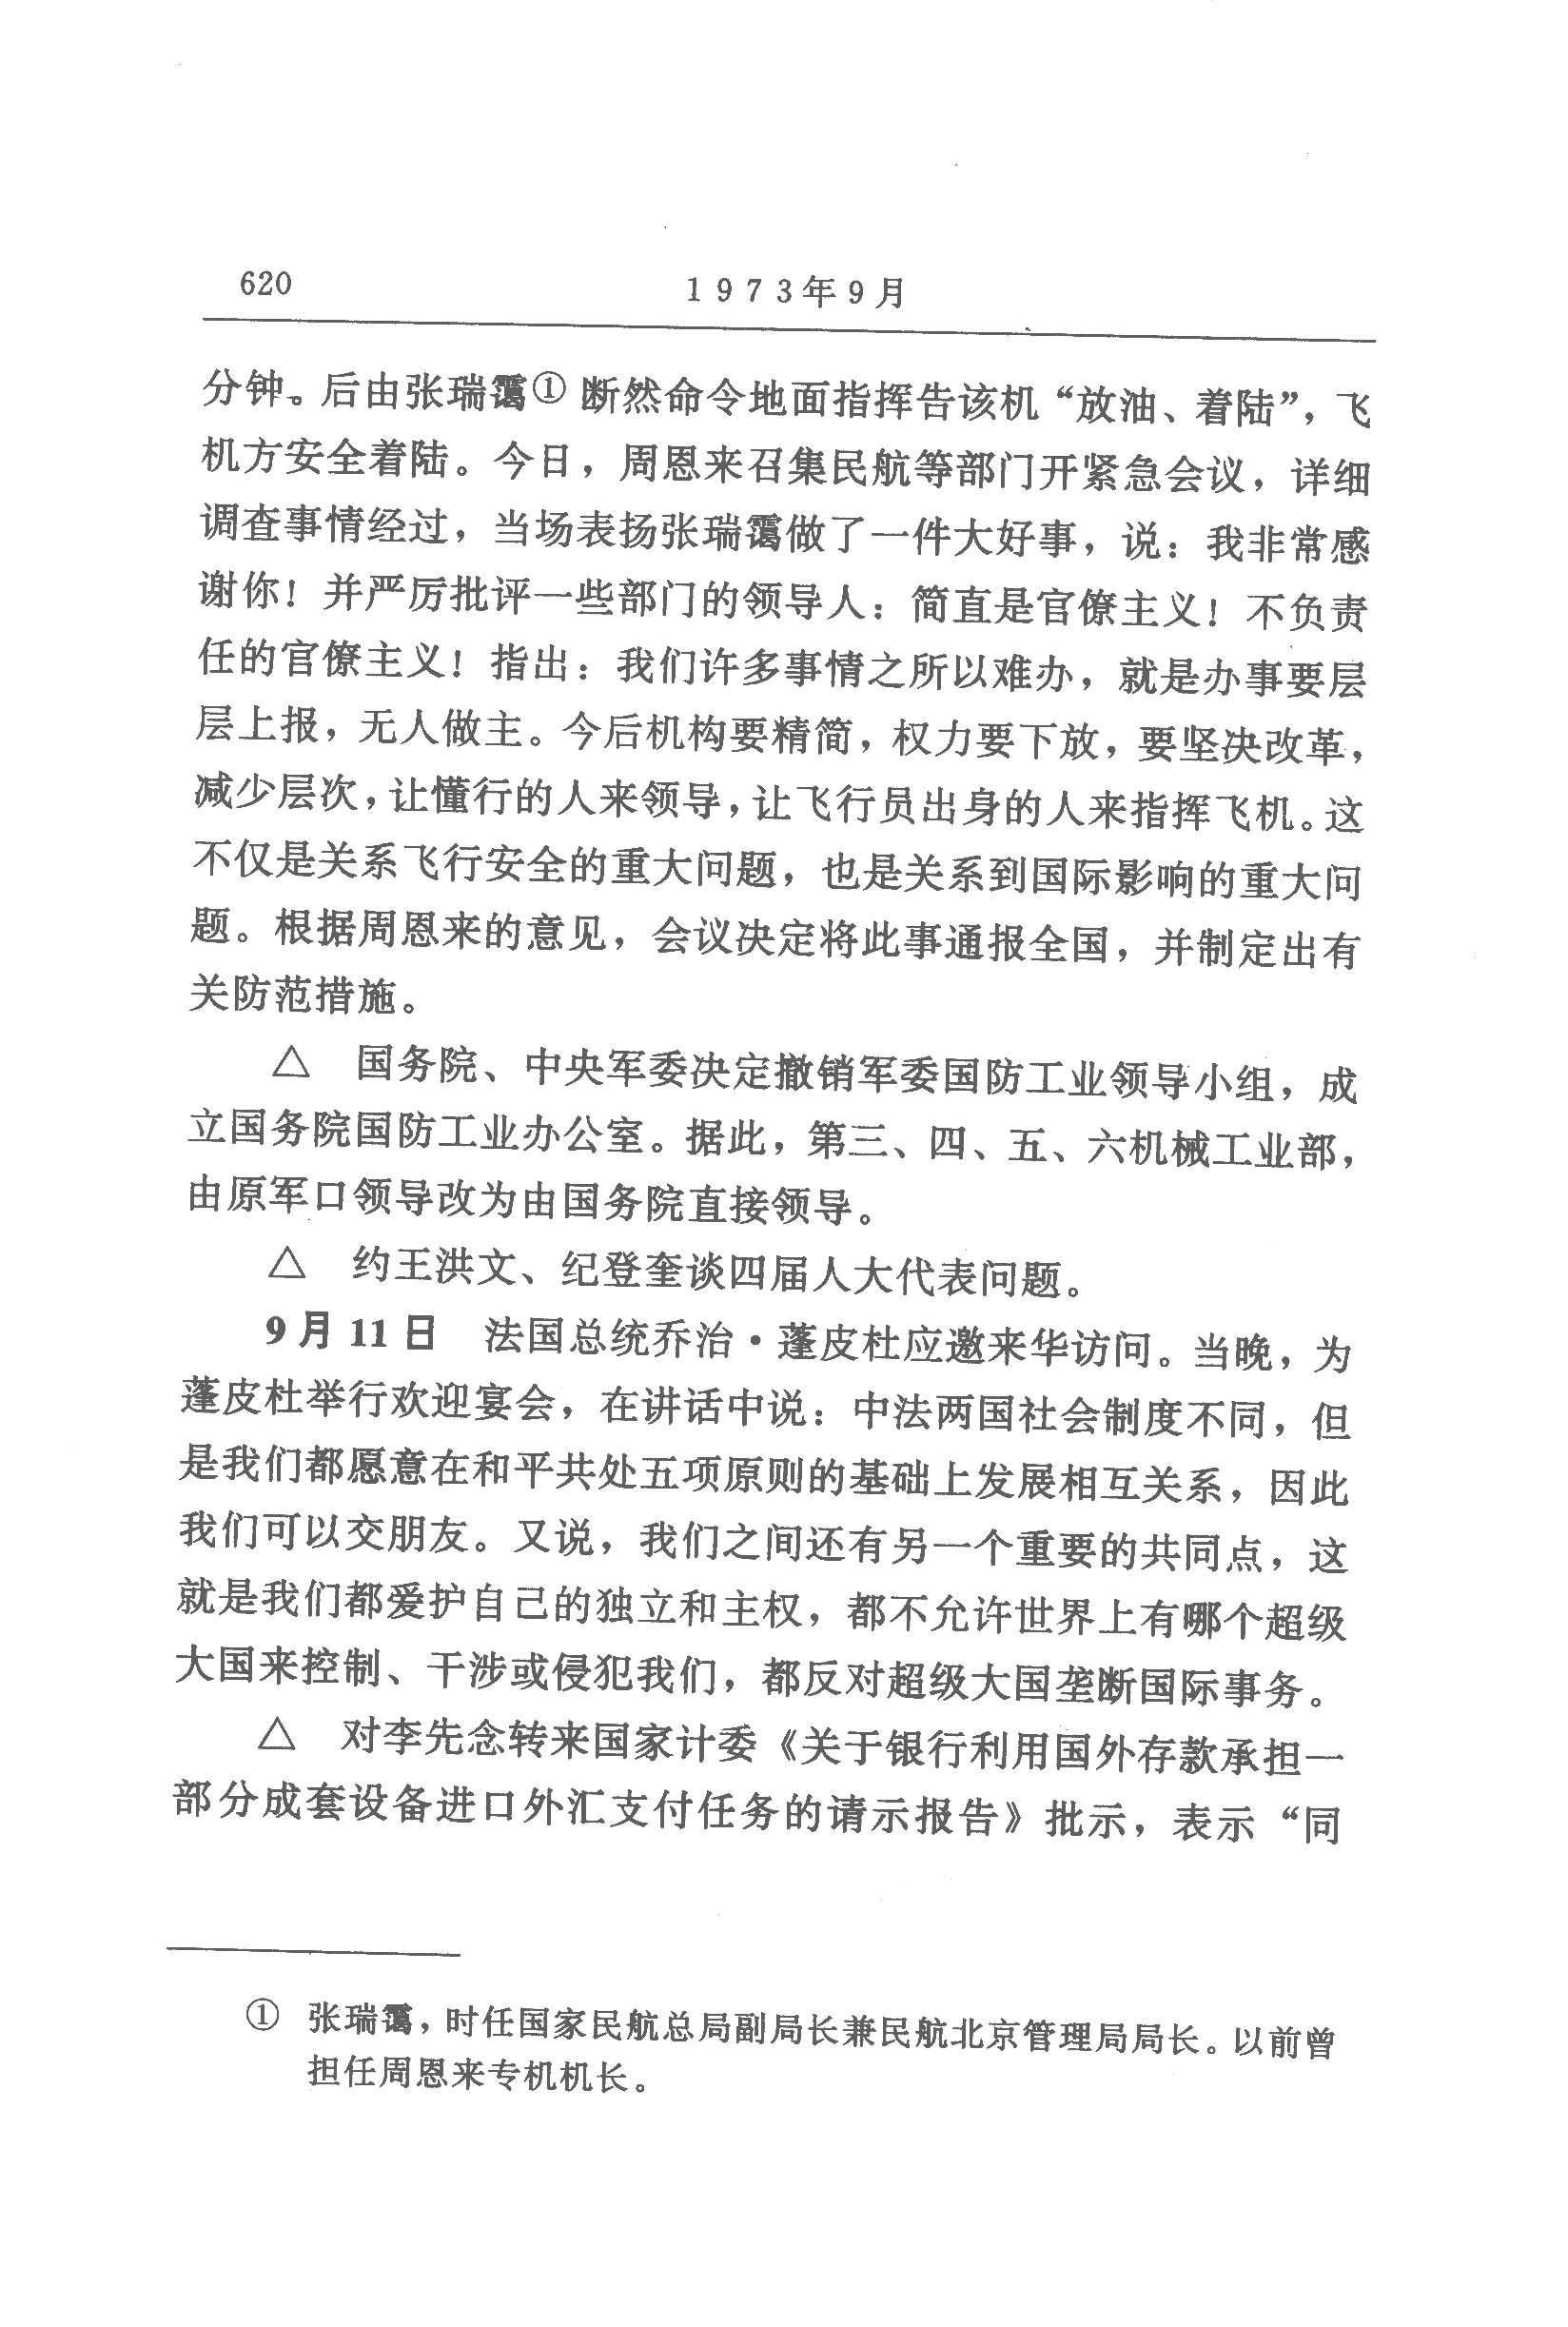 620
1973年9月
分钟。后由张瑞霭①断然命令地面指挥告该机“放油、着陆”，飞
机方安全着陆。今日，周恩来召集民航等部门开紧急会议，详细
调查事情经过，当场表扬张瑞霭做了一件大好事，说：我非常感
谢你！并严厉批评一些部门的领导人：简直是官僚主义！不负责
任的官僚主义！指出：我们许多事情之所以难办，就是办事要层
层上报，无人做主。今后机构要精简，权力要下放，要坚决改革，
减少层次，让懂行的人来领导，让飞行员出身的人来指挥飞机。这
不仅是关系飞行安全的重大问题，也是关系到国际影响的重大问
题。根据周恩来的意见，会议决定将此事通报全国，并制定出有
关防范措施。
△ 国务院、中央军委决定撤销军委国防工业领导小组，成
立国务院国防工业办公室。据此，第三、四、五、六机械工业部，
由原军口领导改为由国务院直接领导。
△ 约王洪文、纪登奎谈四届人大代表问题。
9月11日 法国总统乔治·蓬皮杜应邀来华访问。当晚，为
蓬皮杜举行欢迎宴会，在讲话中说：中法两国社会制度不同，但
是我们都愿意在和平共处五项原则的基础上发展相互关系，因此
我们可以交朋友。又说，我们之间还有另一个重要的共同点，这
就是我们都爱护自己的独立和主权，都不允许世界上有哪个超级
大国来控制、干涉或侵犯我们，都反对超级大国垄断国际事务。
△ 对李先念转来国家计委《关于银行利用国外存款承担一
部分成套设备进口外汇支付任务的请示报告》批示，表示“同
① 张瑞霭，时任国家民航总局副局长兼民航北京管理局局长。以前曾
担任周恩来专机机长。